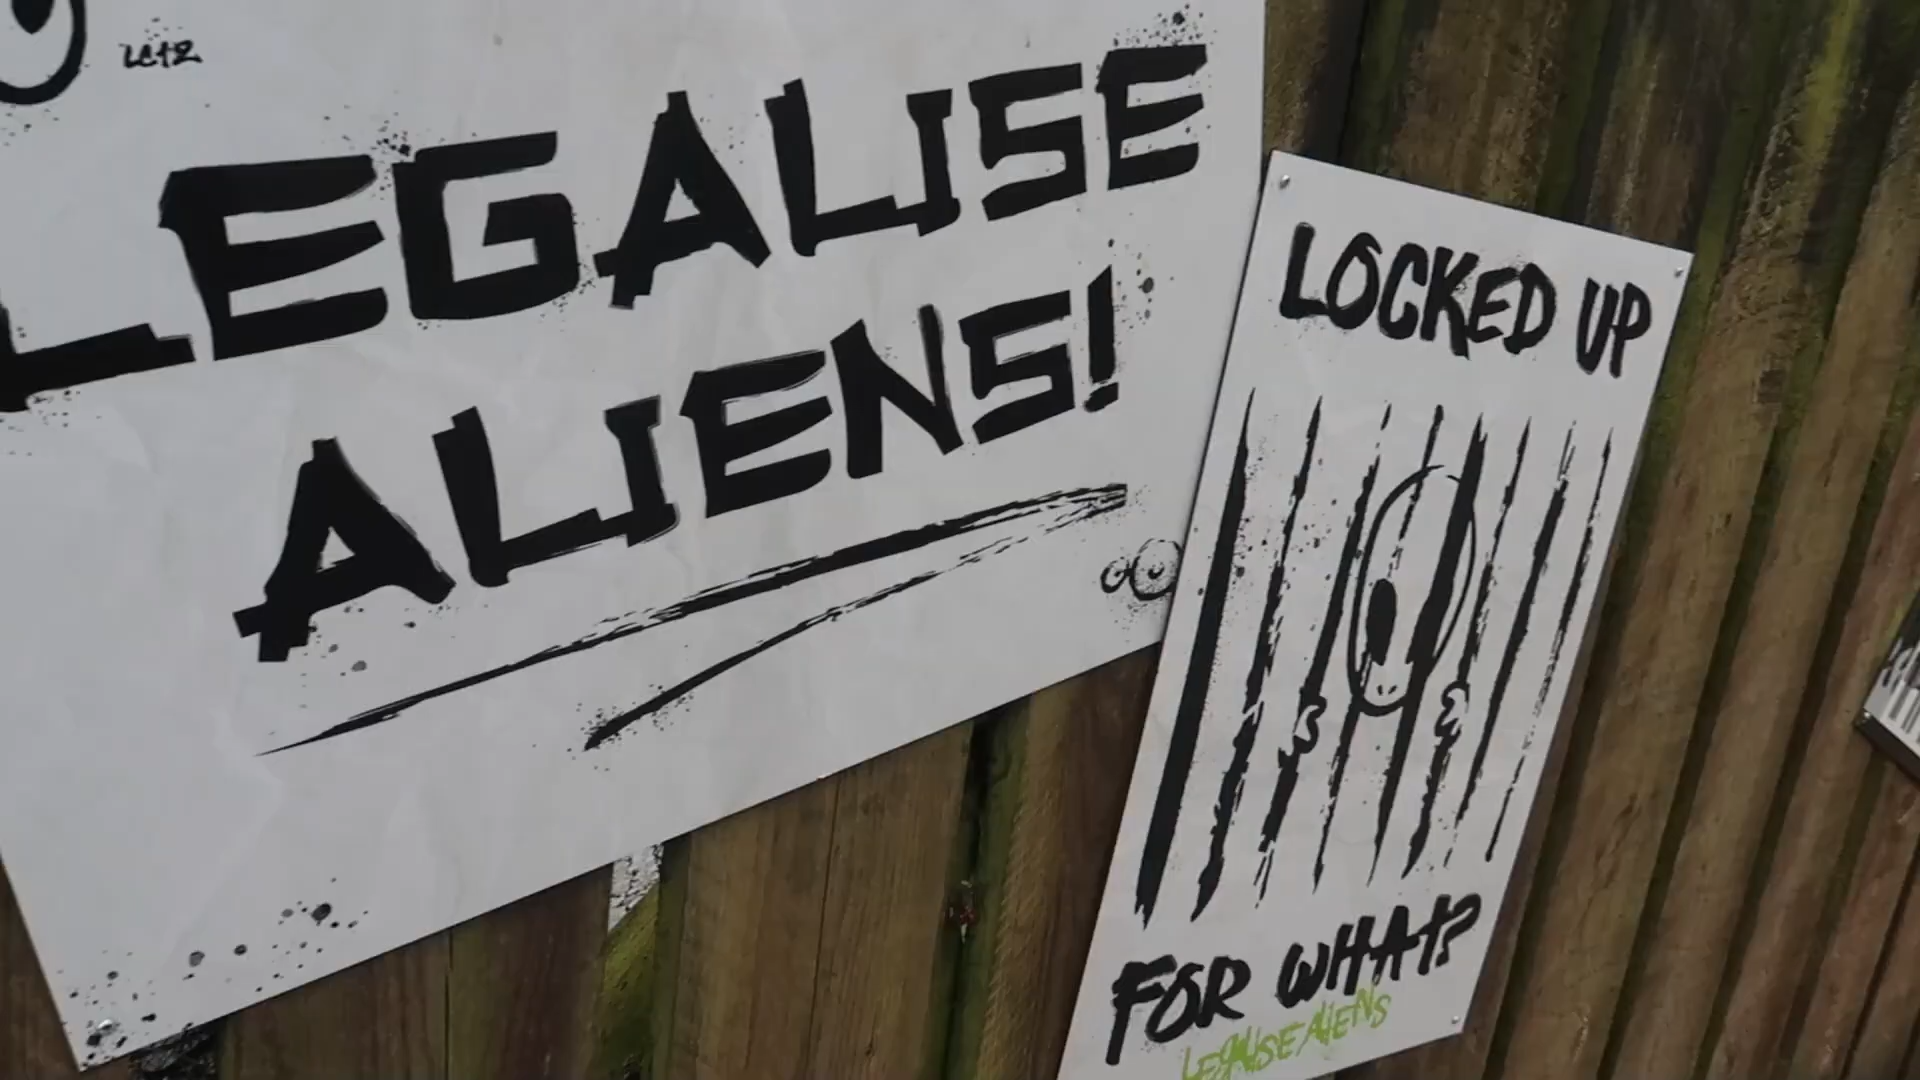 LEGALISE
ALIENS!
LOCKED UP
FOR WHAT?
LEGALISE ALIENS